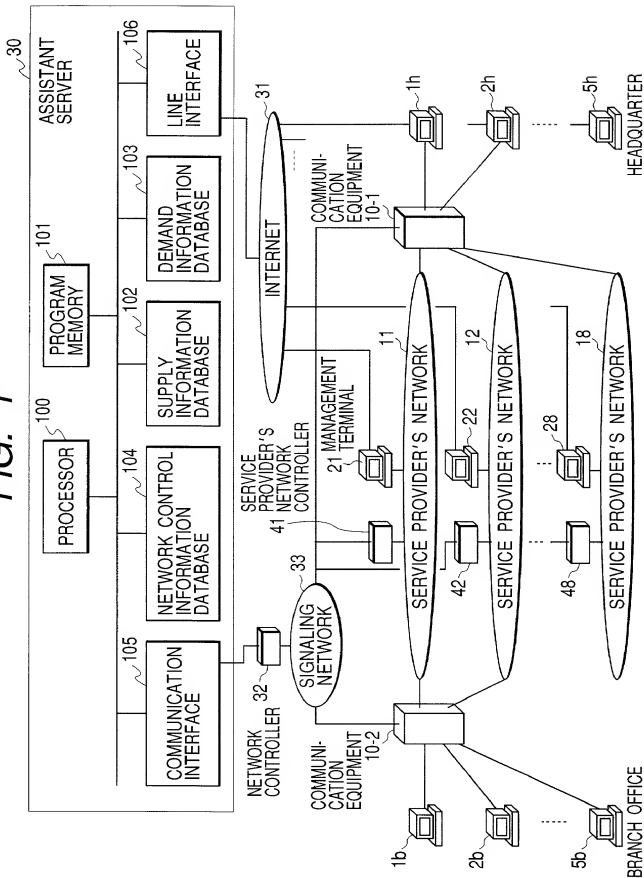 FIG. 1
30
ASSISTANT
SERVER
100
PROCESSOR
101
PROGRAM
MEMORY
105
COMMUNICATION
INTERFACE
104
NETWORK CONTROL
INFORMATION
DATABASE
102
SUPPLY
INFORMATION
DATABASE
103
DEMAND
INFORMATION
DATABASE
106
LINE
INTERFACE
NETWORK
CONTROLLER
32
33
SIGNALING
NETWORK
SERVICE
PROVIDER'S
NETWORK
CONTROLLER
41
21
MANAGEMENT
TERMINAL
INTERNET
31
COMMUNI-
CATION
EQUIPMENT
10-2
COMMUNI-
CATION
EQUIPMENT
10-1
11
SERVICE PROVIDER'S NETWORK
42
22
12
SERVICE PROVIDER'S NETWORK
48
28
18
SERVICE PROVIDER'S NETWORK
1b
2b
5b
BRANCH OFFICE
1h
2h
5h
HEADQUARTER